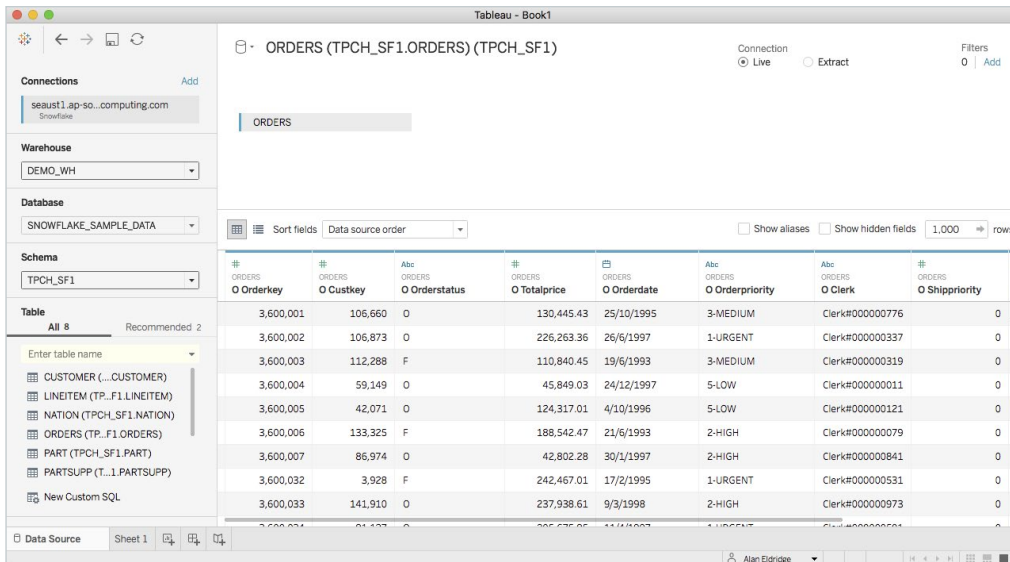 Tableau - Book1
Connections Add
seaust1.ap-so...computing.com
Snowflake
Warehouse
DEMO_WH
Database
SNOWFLAKE_SAMPLE_DATA
Schema
TPCH_SF1
Table
All 8 Recommended 2
Enter table name
CUSTOMER (....CUSTOMER)
LINEITEM (TP...F1.LINEITEM)
NATION (TPCH_SF1.NATION)
ORDERS (TP...F1.ORDERS)
PART (TPCH_SF1.PART)
PARTSUPP (T...1.PARTSUPP)
New Custom SQL
ORDERS (TPCH_SF1.ORDERS) (TPCH_SF1)
Connection
Live Extract
Filters
0 Add
ORDERS
Sort fields Data source order Show aliases Show hidden fields 1,000 rows
# # Abc # Abc Abc #
ORDERS ORDERS ORDERS ORDERS ORDERS ORDERS ORDERS ORDERS
O Orderkey O Custkey O Orderstatus O Totalprice O Orderdate O Orderpriority O Clerk O Shippriority
3,600,001 106,660 O 130,445.43 25/10/1995 3-MEDIUM Clerk#000000776 0
3,600,002 106,873 O 226,263.36 26/6/1997 1-URGENT Clerk#000000337 0
3,600,003 112,288 F 110,840.45 19/6/1993 3-MEDIUM Clerk#000000319 0
3,600,004 59,149 O 45,849.03 24/12/1997 5-LOW Clerk#000000011 0
3,600,005 42,071 O 124,317.01 4/10/1996 5-LOW Clerk#000000121 0
3,600,006 133,325 F 188,542.47 21/6/1993 2-HIGH Clerk#000000079 0
3,600,007 86,974 O 42,802.28 30/1/1997 2-HIGH Clerk#000000841 0
3,600,032 3,928 F 242,467.01 17/2/1995 1-URGENT Clerk#000000531 0
3,600,033 141,910 O 237,938.61 9/3/1998 2-HIGH Clerk#000000973 0
Data Source Sheet 1
Alan Eldridge